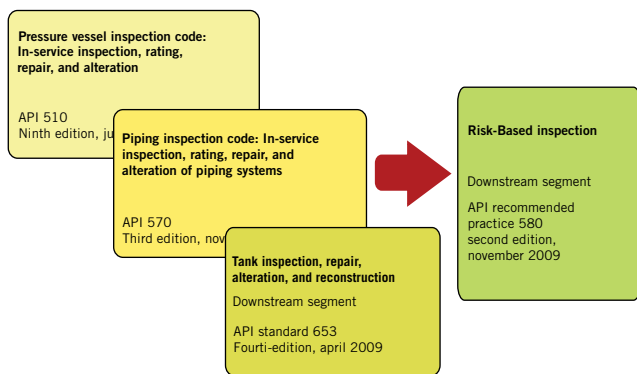 Pressure vessel inspection code:
In-service inspection, rating,
repair, and alteration
API 510
Ninth edition,
Piping inspection code: In-service
inspection, rating, repair, and
alteration of piping systems
API 570
Third edition,
Tank inspection, repair,
alteration, and reconstruction
Downstream segment
API standard 653
Fourti-edition, april 2009
Risk-Based inspection
Downstream segment
API recommended
practice 580
second edition,
november 2009